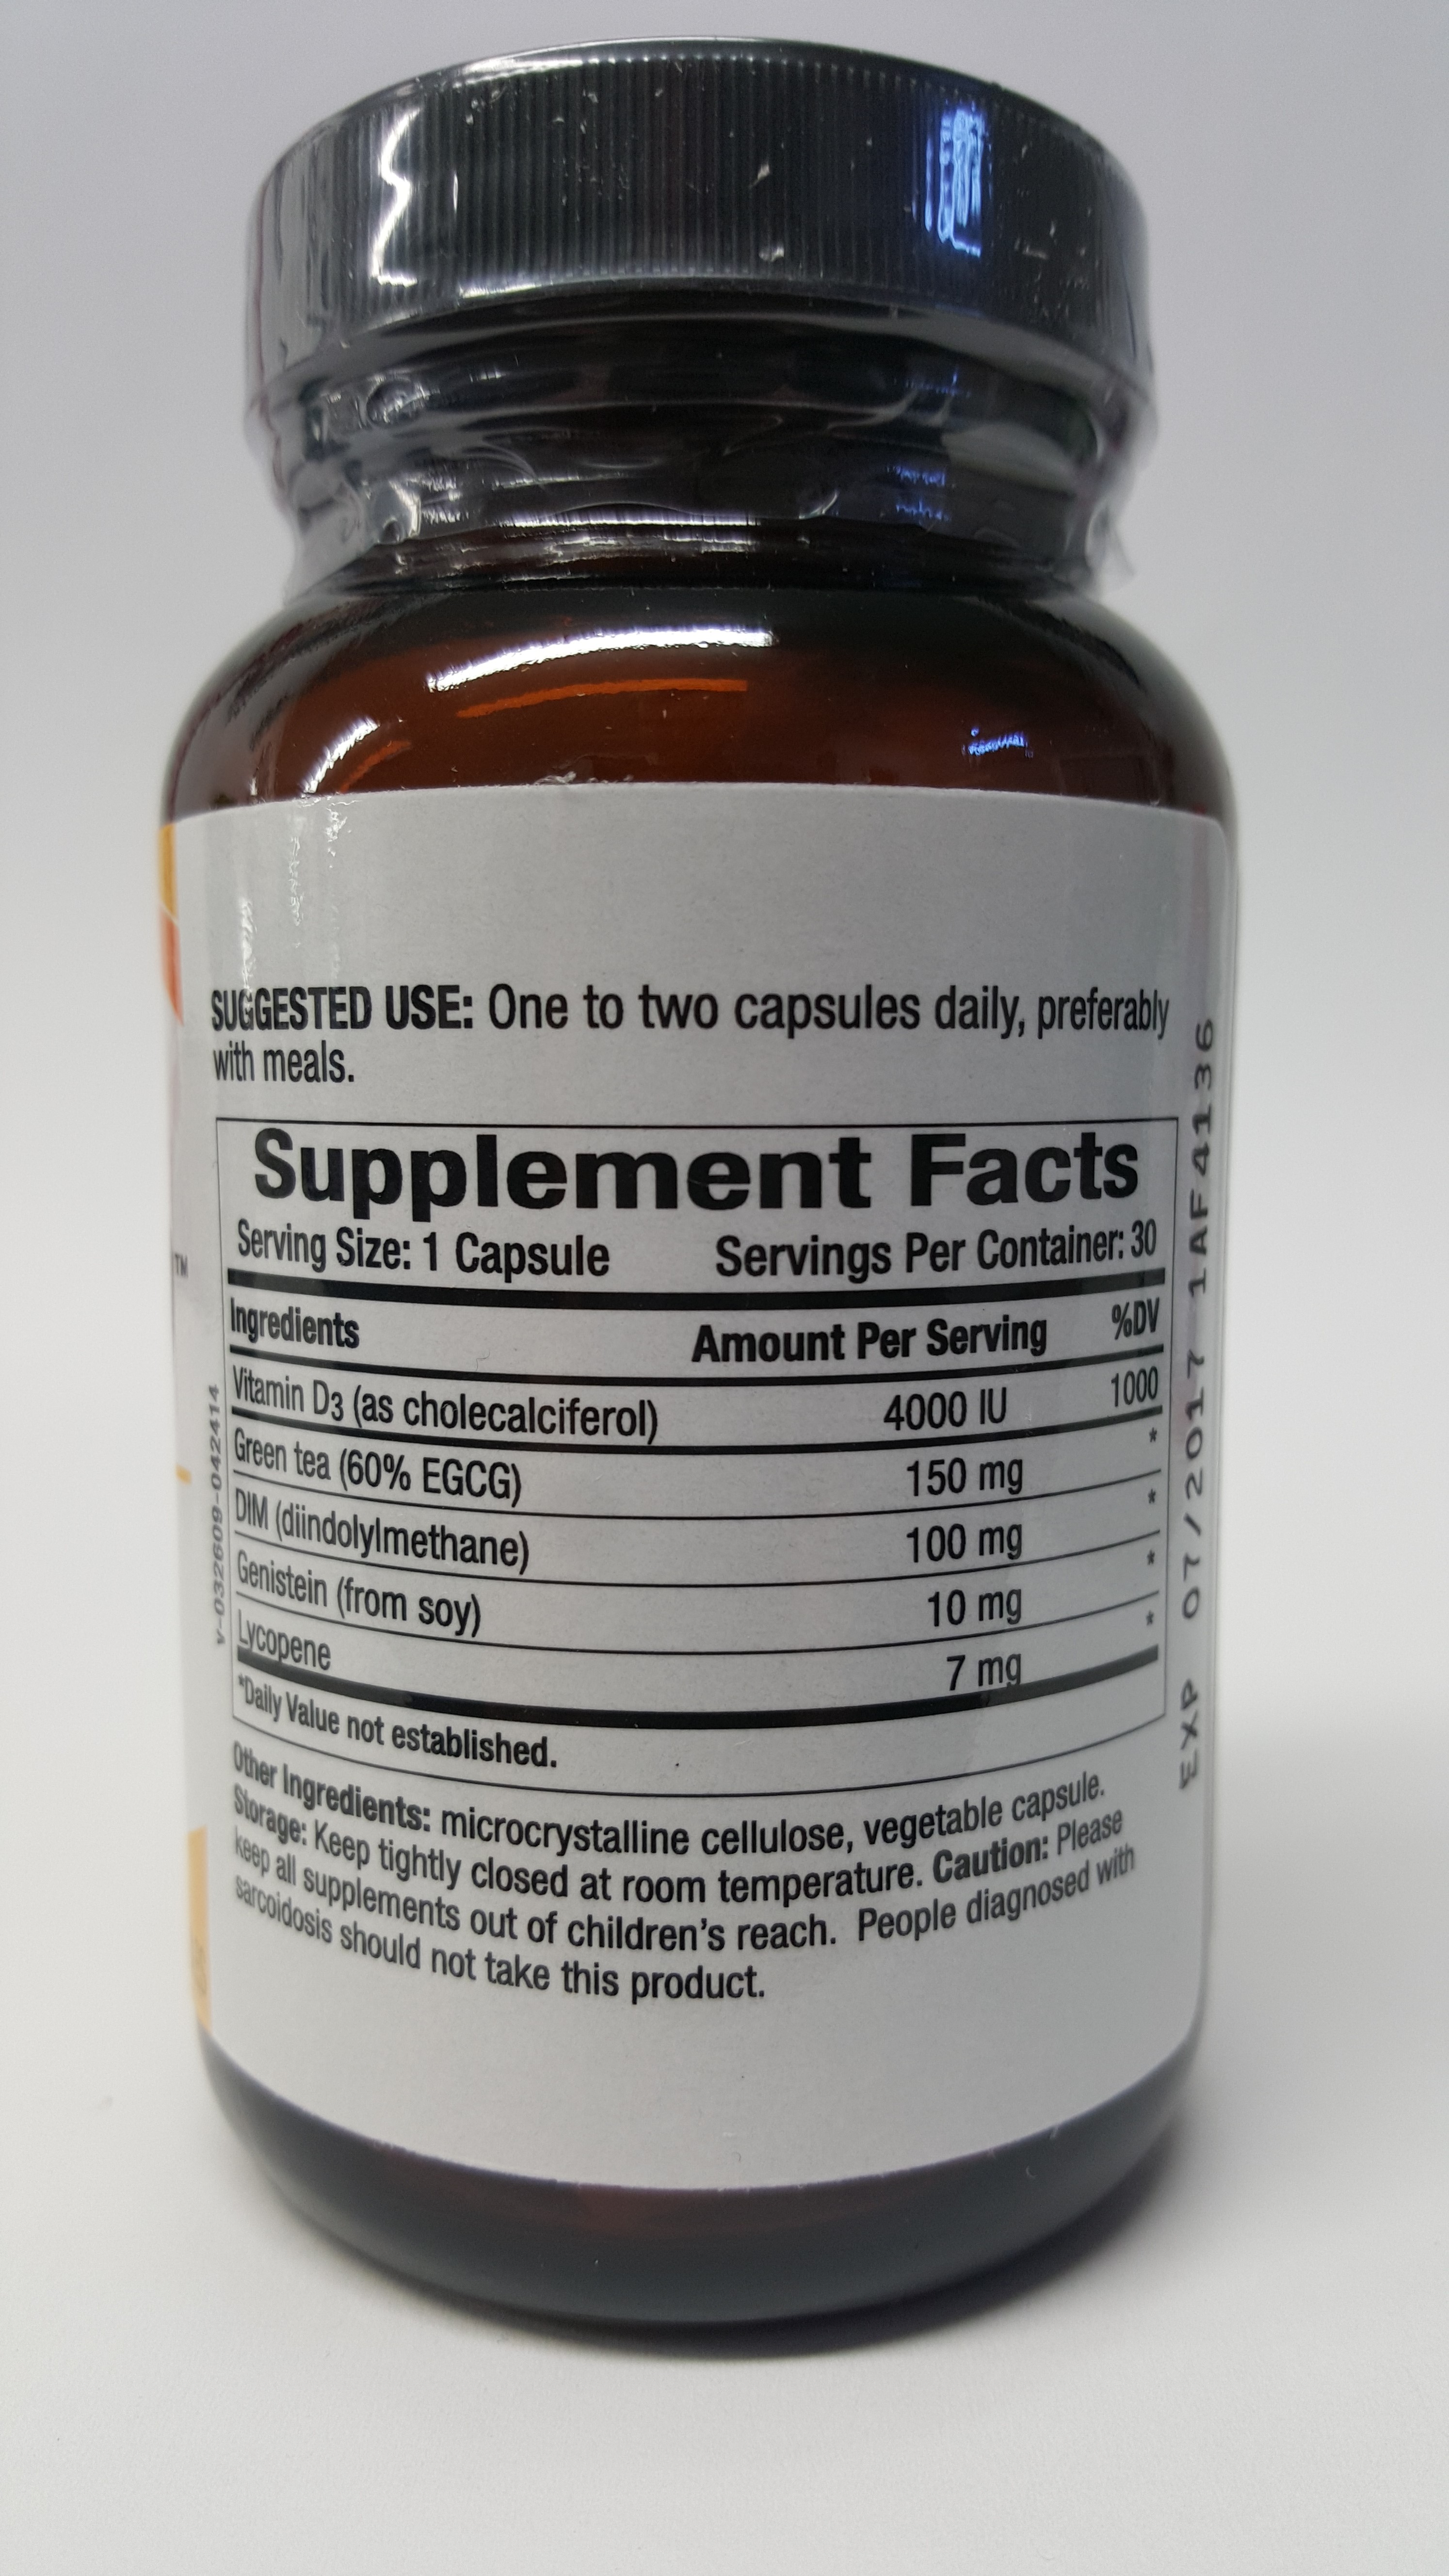 SUGGESTED USE: One to two capsules daily, preferably
with meals.
Supplement Facts
Serving Size: 1 Capsule Servings Per Container: 30
Ingredients Amount Per Serving %DV
Vitamin D3 (as cholecalciferol) 4000 IU 1000
Green tea (60% EGCG) 150 mg *
DIM (diindolylmethane) 100 mg *
Genistein (from soy) 10 mg *
Lycopene 7 mg *
*Daily Value not established.
Other Ingredients: microcrystalline cellulose, vegetable capsule.
Storage: Keep tightly closed at room temperature. Caution: Please
keep all supplements out of children's reach. People diagnosed with
sarcoidosis should not take this product.
v-032609-042414
EXP 07/2017 1AF4136
TM